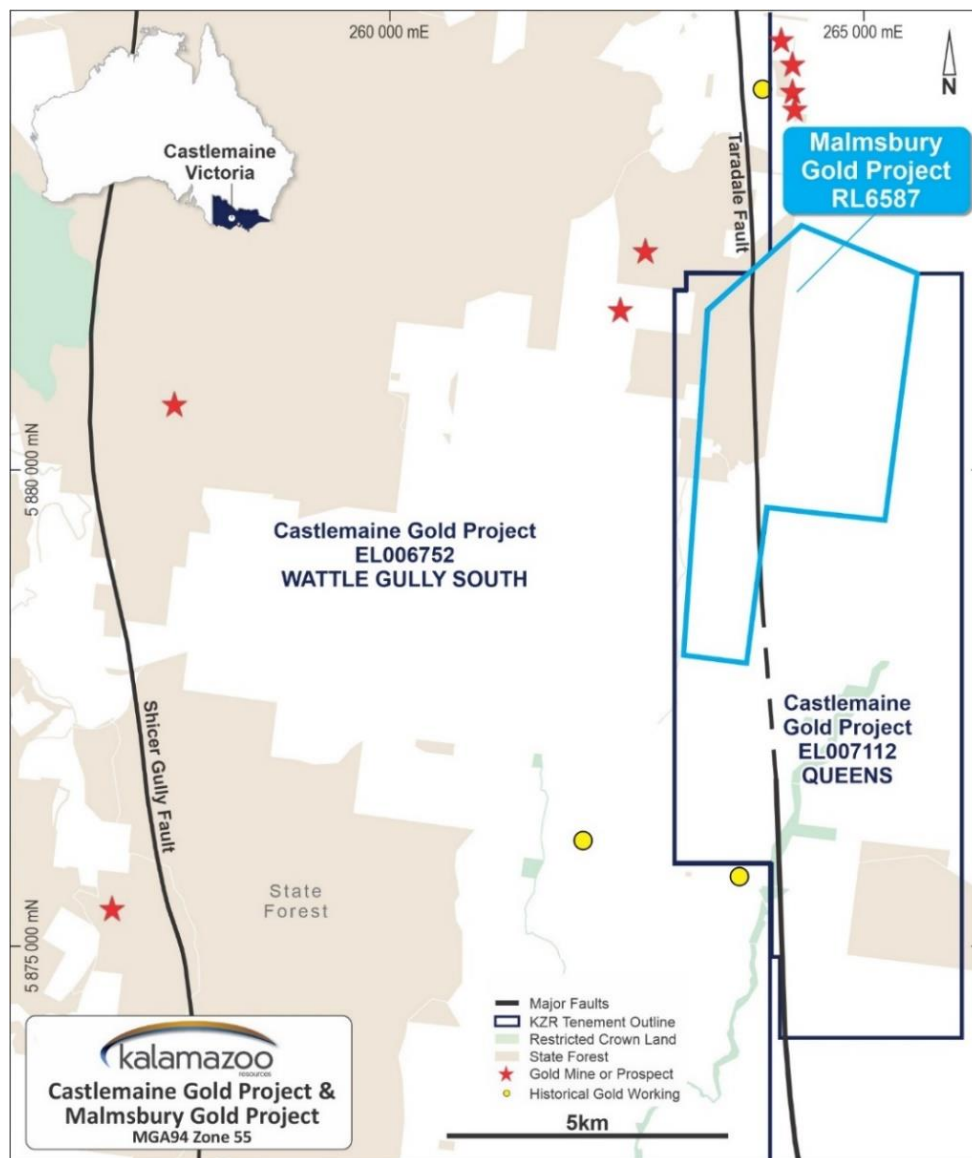 260 000 mE
265 000 mE
N
Castlemaine
Victoria
Taradale Fault
Malmsbury
Gold Project
RL6587
5 880 000 mN
Castlemaine Gold Project
EL006752
WATTLE GULLY SOUTH
Castlemaine
Gold Project
EL007112
QUEENS
Shicer Gully Fault
State
Forest
5 875 000 mN
Major Faults
KZR Tenement Outline
Restricted Crown Land
State Forest
Gold Mine or Prospect
Historical Gold Working
5km
kalamazoo
resources
Castlemaine Gold Project &
Malmsbury Gold Project
MGA94 Zone 55